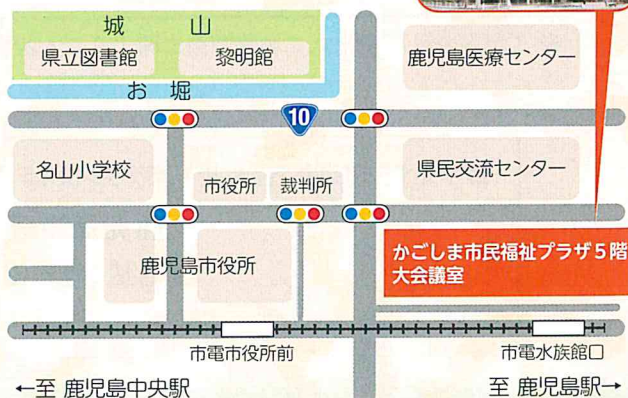 城山
県立図書館
黎明館
お堀
鹿児島医療センター
10
名山小学校
市役所
裁判所
県民交流センター
鹿児島市役所
かごしま市民福祉プラザ5階
大会議室
市電市役所前
市電水族館口
←至 鹿児島中央駅
至 鹿児島駅→